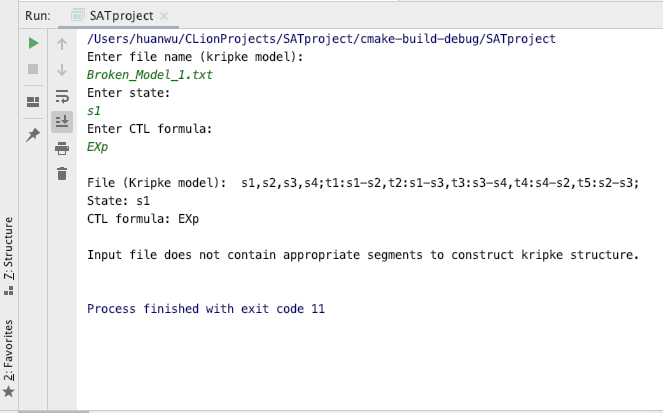 Run: SATproject
/Users/huanwu/CLionProjects/SATproject/cmake-build-debug/SATproject
Enter file name (kripke model):
Broken_Model_1.txt
Enter state:
s1
Enter CTL formula:
EXp
File (Kripke model):  s1,s2,s3,s4;t1:s1-s2,t2:s1-s3,t3:s3-s4,t4:s4-s2,t5:s2-s3;
State: s1
CTL formula: EXp
Input file does not contain appropriate segments to construct kripke structure.
Process finished with exit code 11
Z: Structure
2: Favorites